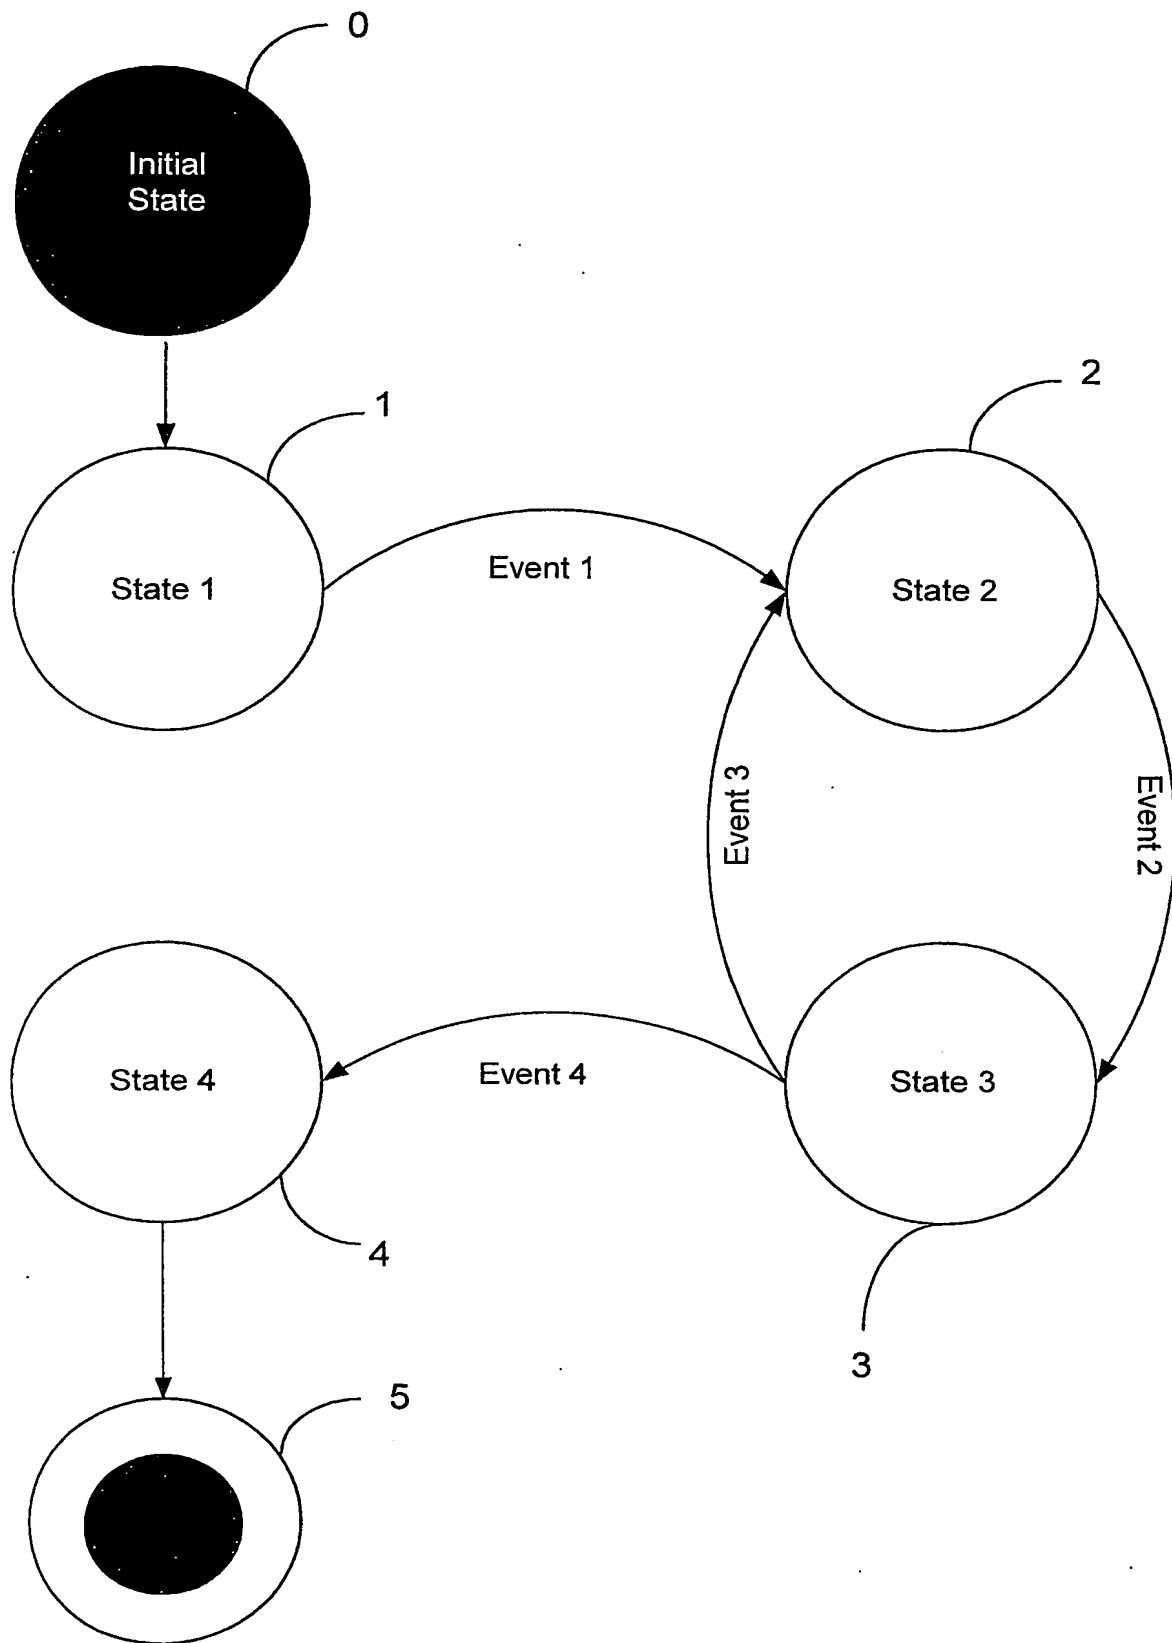 0
Initial
State
1
2
State 1
Event 1
State 2
Event 3
Event 2
State 4
Event 4
State 3
4
3
5